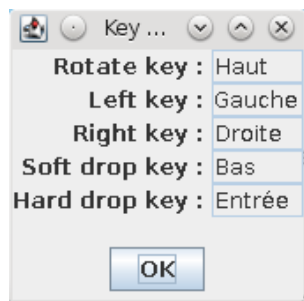 Key ...
Rotate key : Haut
Left key : Gauche
Right key : Droite
Soft drop key : Bas
Hard drop key : Entrée
OK